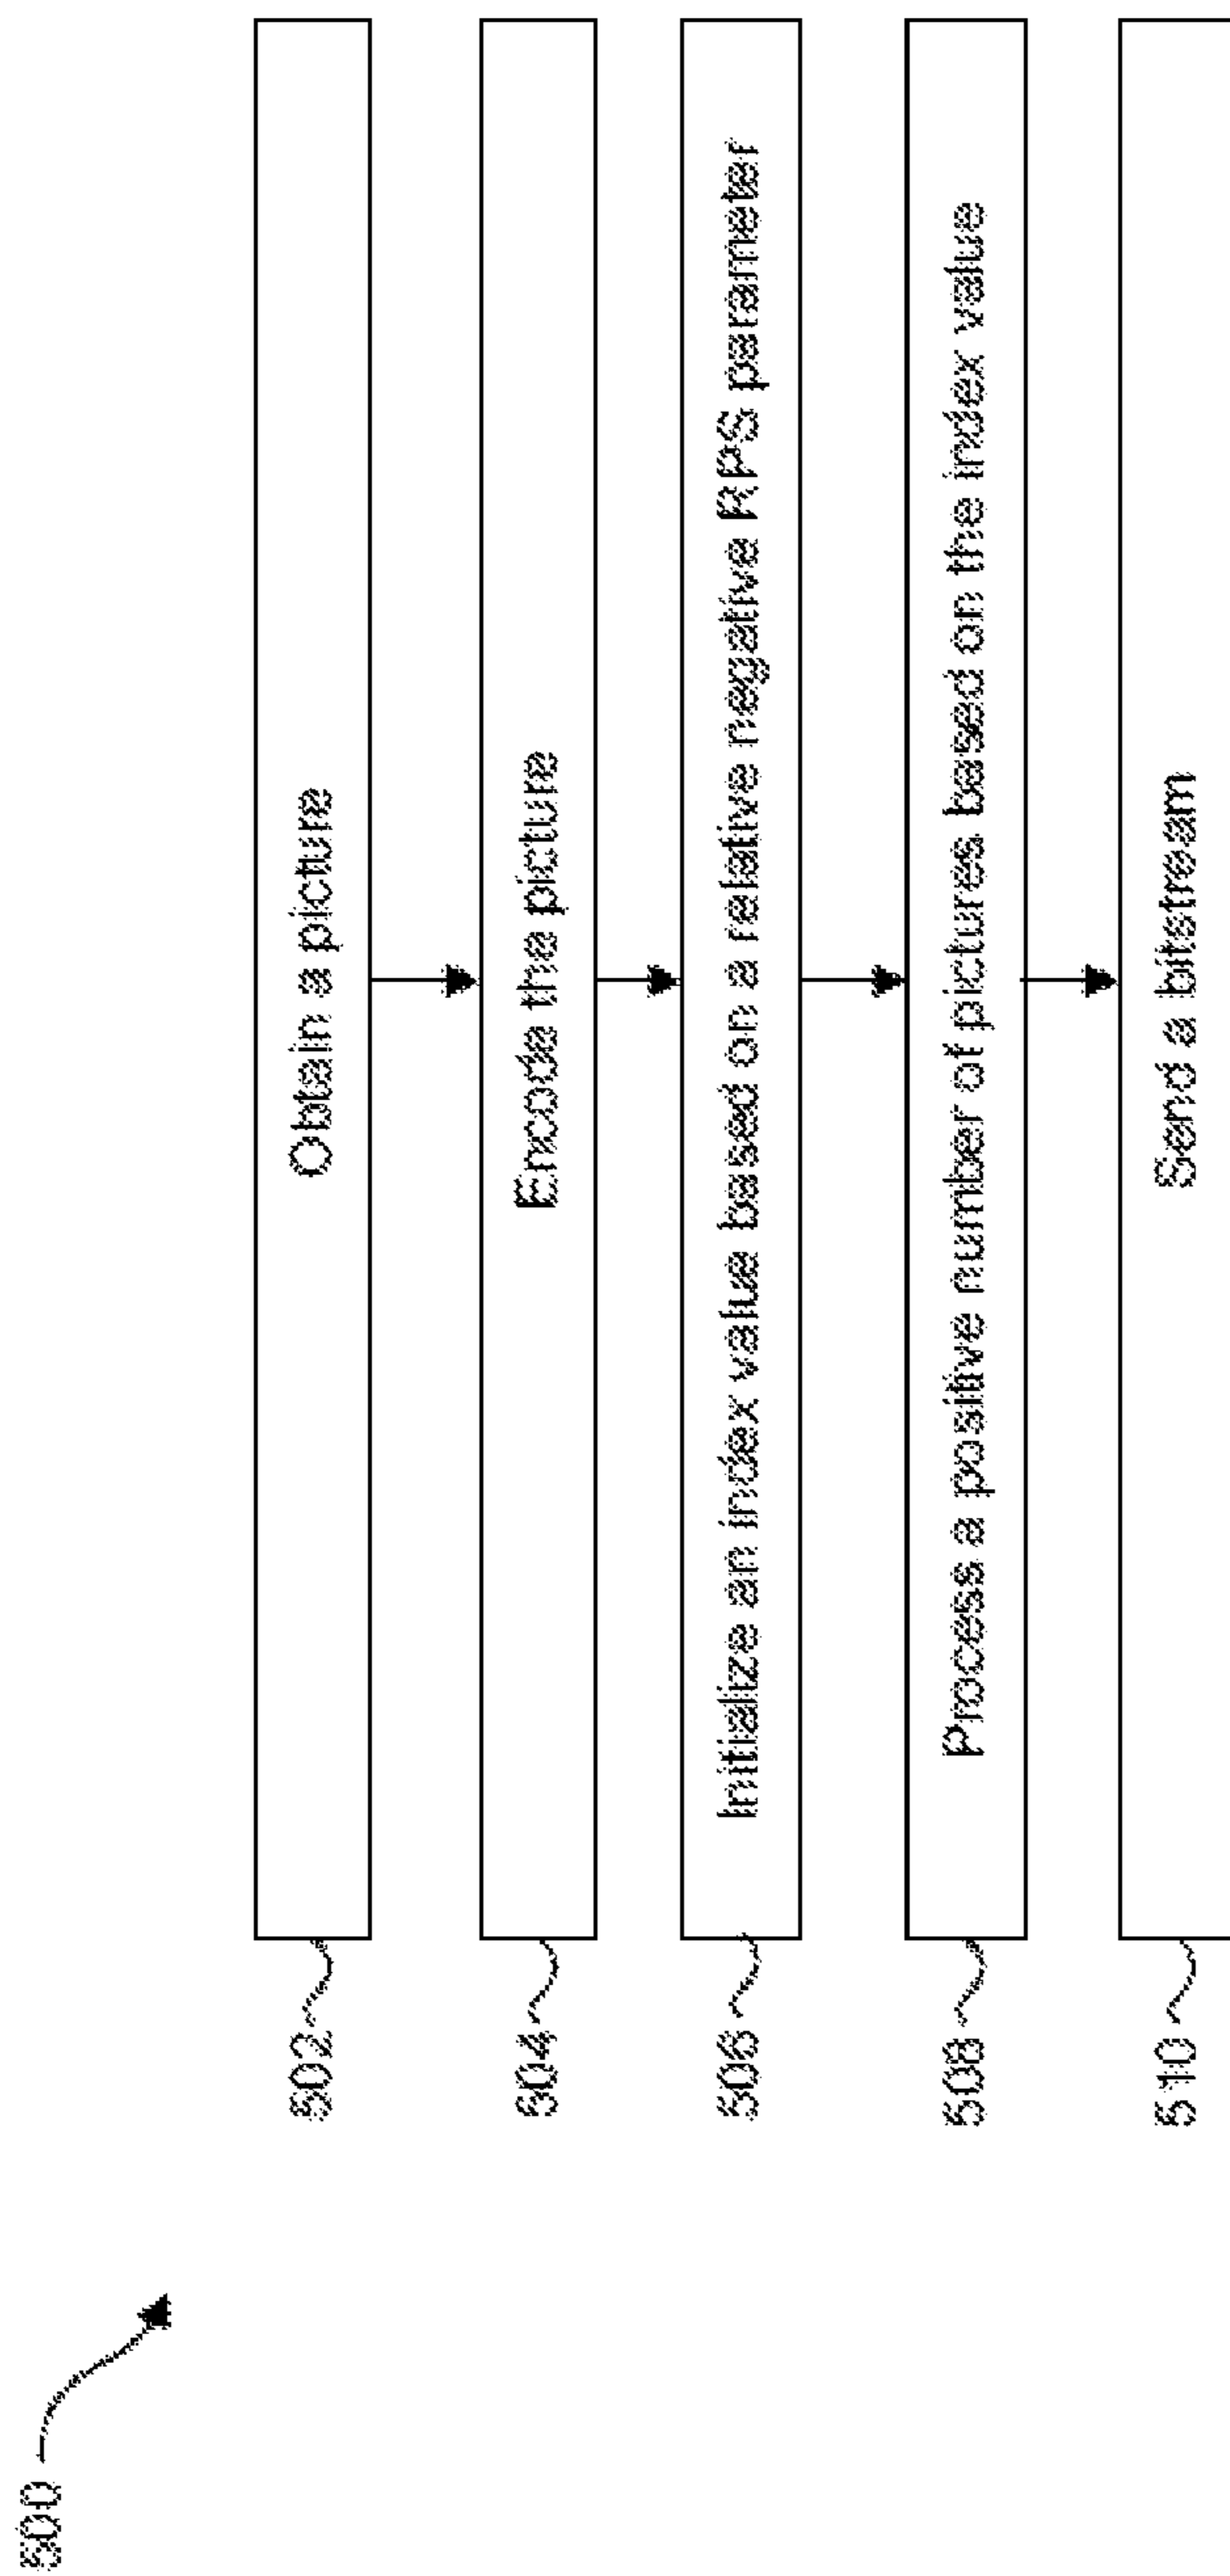 500
502
Obtain a picture
504
Encode the picture
506
Initialize an index value based on a relative negative RPS parameter
508
Process a positive number of pictures based on the index value
510
Send a bitstream